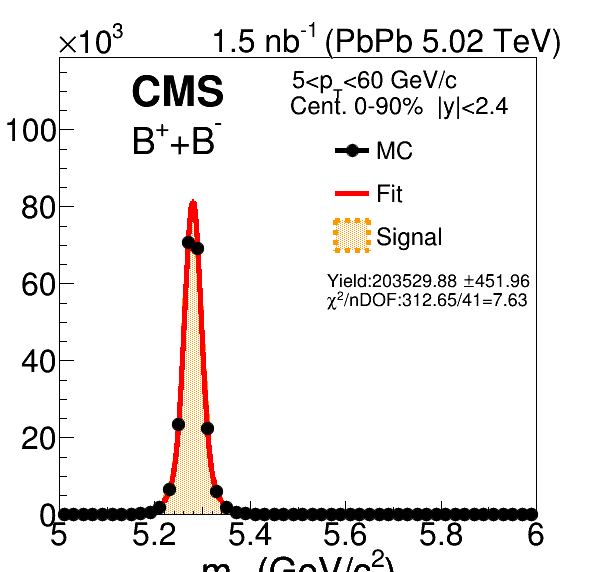 ×10³ 1.5 nb⁻¹ (PbPb 5.02 TeV)
CMS
B⁺+B⁻
5<p_T<60 GeV/c
Cent. 0-90% |y|<2.4
MC
Fit
Signal
Yield:203529.88 ±451.96
χ²/nDOF:312.65/41=7.63
100
80
60
40
20
0
5 5.2 5.4 5.6 5.8 6
(GeV/c²)